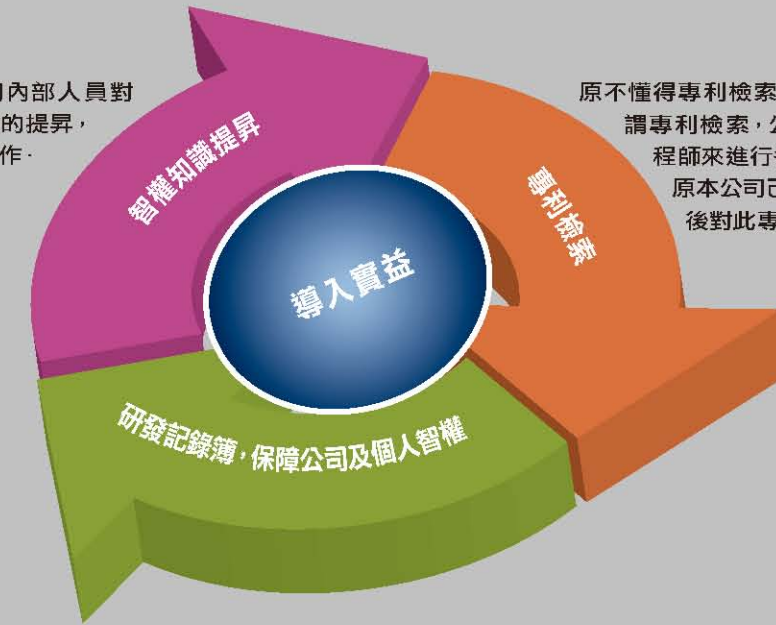 內部人員對
的提昇，
作.
智權知識提昇
原不懂得專利檢索
謂專利檢索，
程師來進行
原本公司
後對此專
專利檢索
導入實益
研發記錄簿，保障公司及個人智權